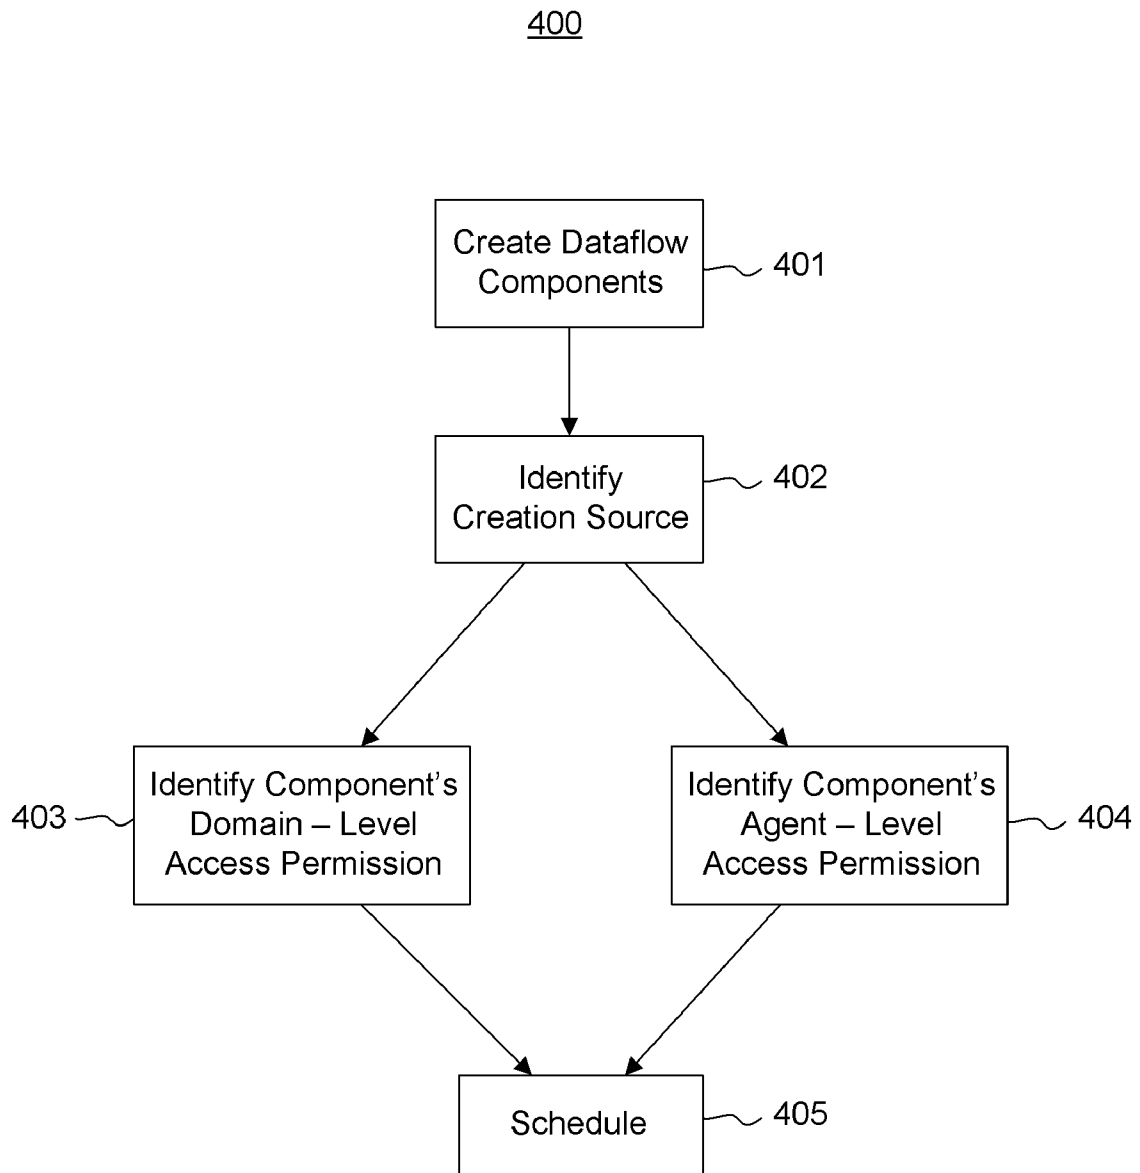 400
Create Dataflow
Components
401
Identify
Creation Source
402
Identify Component’s
Domain – Level
Access Permission
403
Identify Component’s
Agent – Level
Access Permission
404
Schedule
405